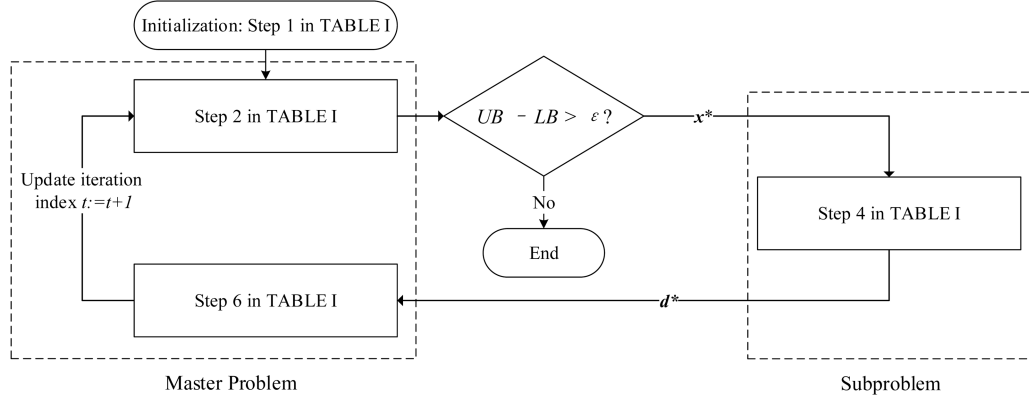 Initialization: Step 1 in TABLE I
Step 2 in TABLE I
UB - LB > ε?
x*
Update iteration
index t:=t+1
No
Step 4 in TABLE I
End
Step 6 in TABLE I
d*
Master Problem
Subproblem